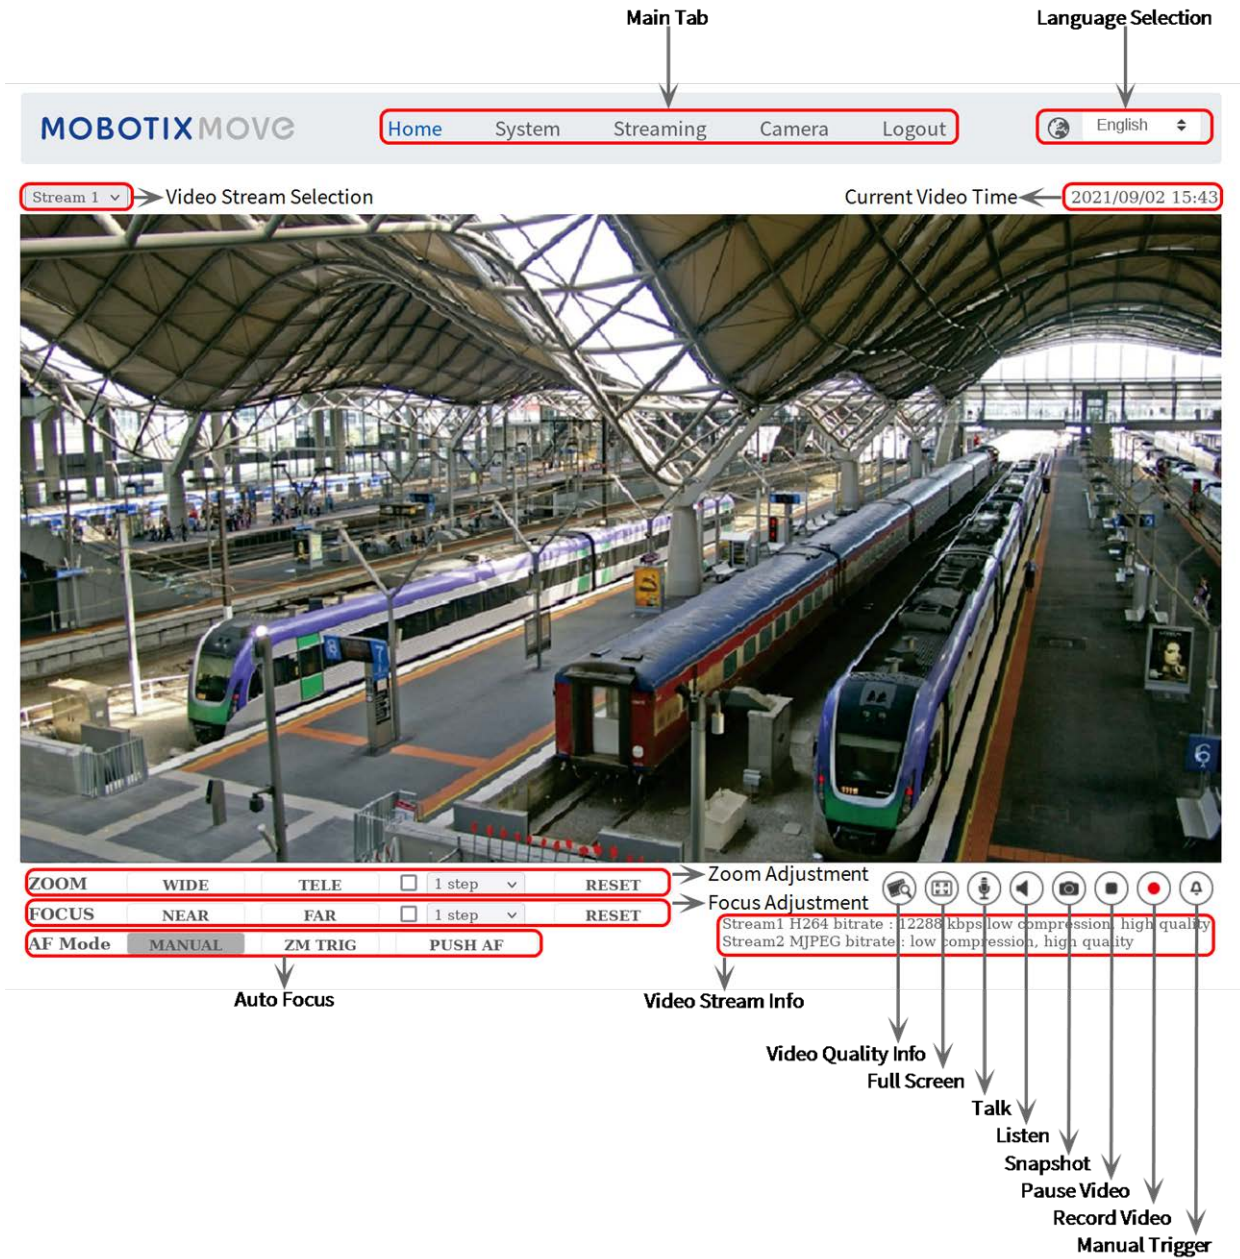 Main Tab
Language Selection
MOBOTIX MOVE
Home System Streaming Camera Logout
English
Stream 1
Video Stream Selection
Current Video Time
2021/09/02 15:43
8
7
1118
6
ZOOM WIDE TELE 1 step RESET
Zoom Adjustment
FOCUS NEAR FAR 1 step RESET
Focus Adjustment
AF Mode MANUAL ZM TRIG PUSH AF
Stream1 H264 bitrate : 12288 kbps low compression, high quality
Stream2 MJPEG bitrate : low compression, high quality
Auto Focus
Video Stream Info
Video Quality Info
Full Screen
Talk
Listen
Snapshot
Pause Video
Record Video
Manual Trigger